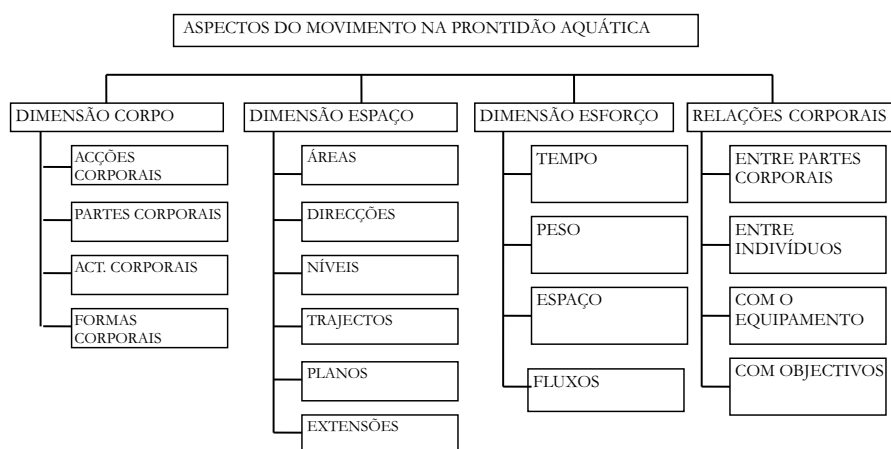 ASPECTOS DO MOVIMENTO NA PRONTIDÃO AQUÁTICA
DIMENSÃO CORPO
ACÇÕES
CORPORAIS
PARTES CORPORAIS
ACT. CORPORAIS
FORMAS
CORPORAIS
DIMENSÃO ESPAÇO
ÁREAS
DIRECÇÕES
NÍVEIS
TRAJECTOS
PLANOS
EXTENSÕES
DIMENSÃO ESFORÇO
TEMPO
PESO
ESPAÇO
FLUXOS
RELAÇÕES CORPORAIS
ENTRE PARTES
CORPORAIS
ENTRE
INDIVÍDUOS
COM O
EQUIPAMENTO
COM OBJECTIVOS